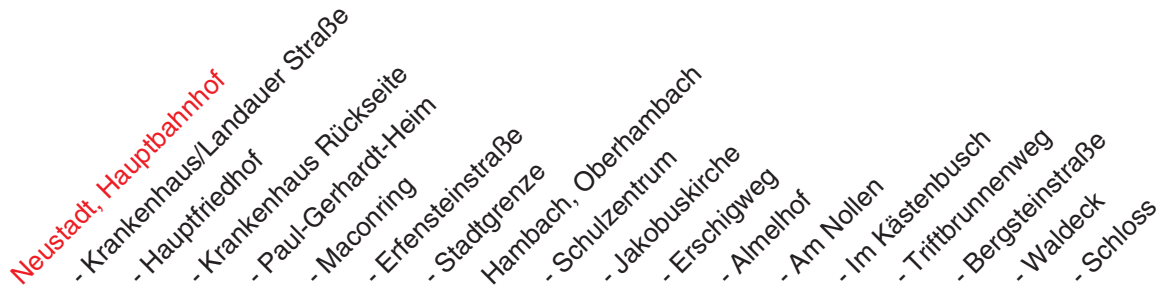 Neustadt, Hauptbahnhof
- Krankenhaus/Landauer Straße
- Hauptfriedhof
- Krankenhaus Rückseite
- Paul-Gerhardt-Heim
- Maconring
- Erfensteinstraße
- Stadtgrenze
Hambach, Oberhambach
- Schulzentrum
- Jakobuskirche
- Erschigweg
- Almelhof
- Am Nollen
- Im Kästenbusch
- Triftbrunnenweg
- Bergsteinstraße
- Waldeck
- Schloss